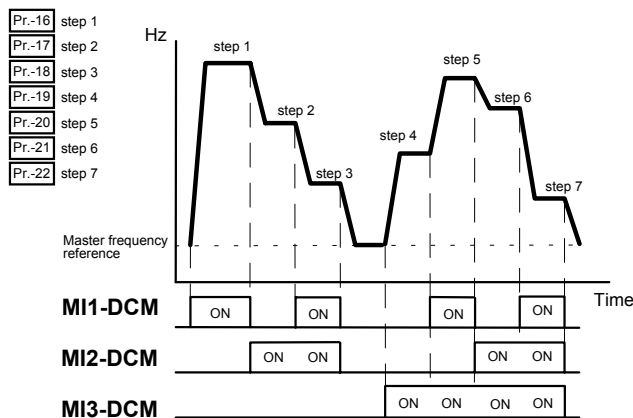 Pr.-16 step 1
Pr.-17 step 2
Pr.-18 step 3
Pr.-19 step 4
Pr.-20 step 5
Pr.-21 step 6
Pr.-22 step 7
Hz
step 1
step 2
step 3
step 4
step 5
step 6
step 7
Master frequency
reference
Time
MI1-DCM ON ON ON ON
MI2-DCM ON ON ON ON
MI3-DCM ON ON ON ON